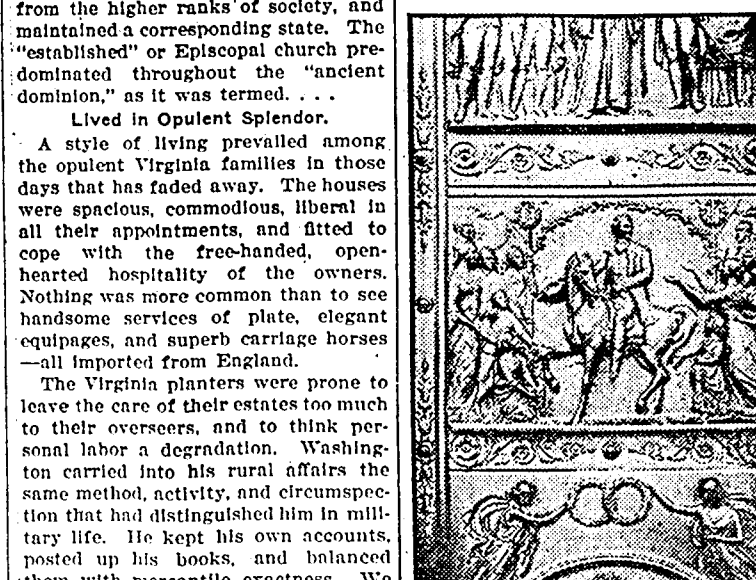 from the higher ranks of society, and
maintained a corresponding state. The
"established" or Episcopal church pre-
dominated throughout the "ancient
dominion," as it was termed. . . .
Lived in Opulent Splendor.
A style of living prevailed among
the opulent Virginia families in those
days that has faded away. The houses
were spacious, commodious, liberal in
all their appointments, and fitted to
cope with the free-handed, open-
hearted hospitality of the owners.
Nothing was more common than to see
handsome services of plate, elegant
equipages, and superb carriage horses
—all imported from England.
The Virginia planters were prone to
leave the care of their estates too much
to their overseers, and to think per-
sonal labor a degradation. Washing-
ton carried into his rural affairs the
same method, activity, and circumspec-
tion that had distinguished him in mili-
tary life. He kept his own accounts,
posted up his books, and balanced
them with mercantile exactness. We